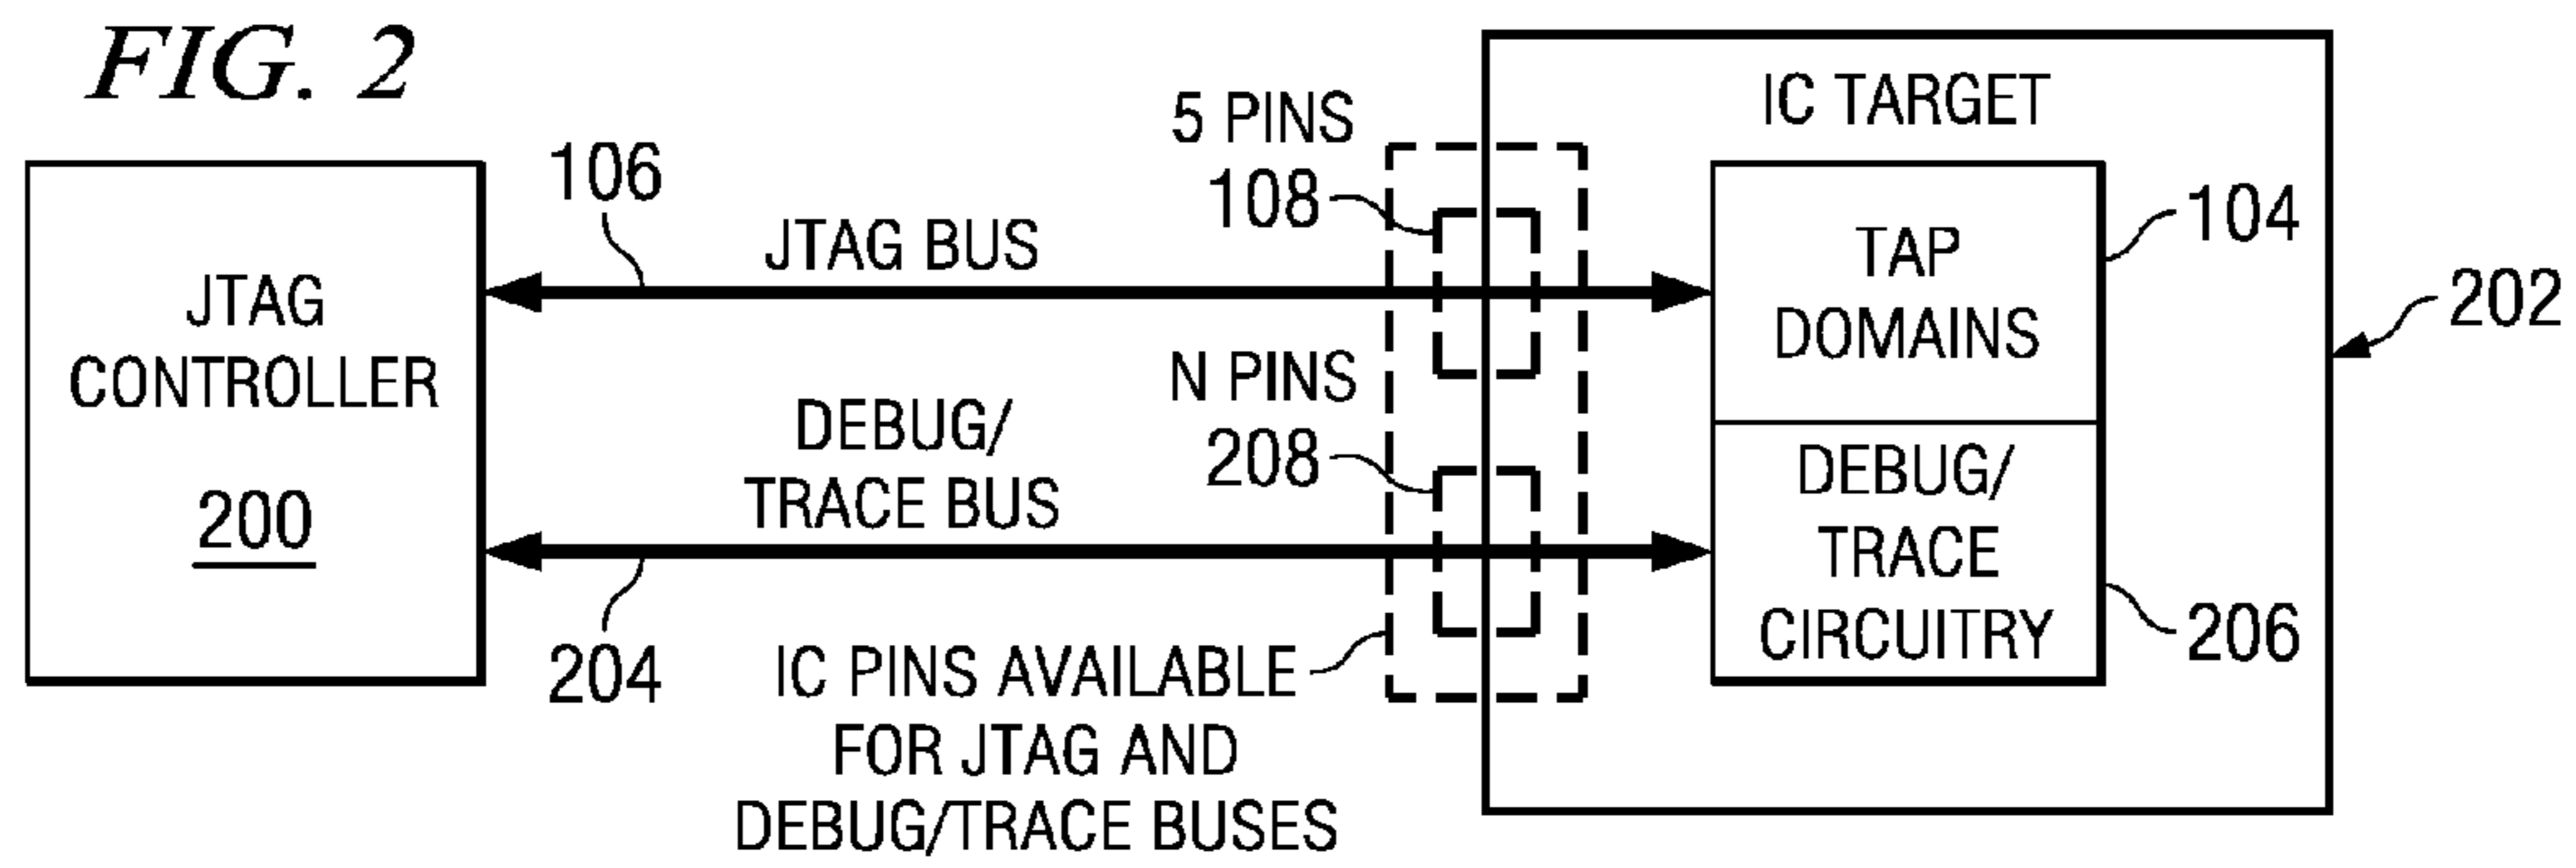 FIG. 2
JTAG
CONTROLLER
200
106
JTAG BUS
DEBUG/
TRACE BUS
204
5 PINS
108
N PINS
208
IC PINS AVAILABLE
FOR JTAG AND
DEBUG/TRACE BUSES
IC TARGET
TAP
DOMAINS
104
DEBUG/
TRACE
CIRCUITRY
206
202